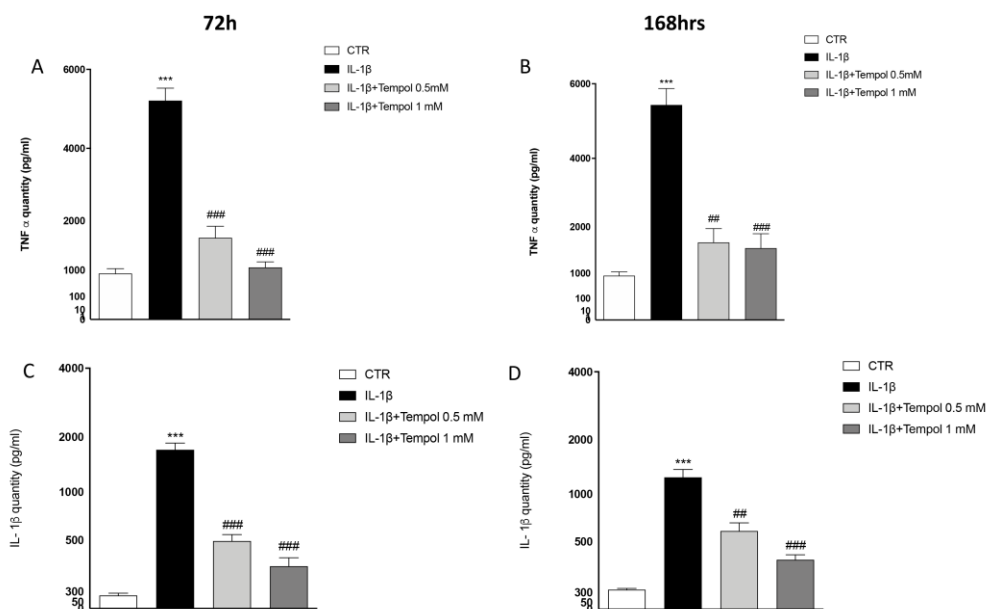 72h
168hrs
A
CTR
IL-1β
IL-1β+Tempol 0.5mM
IL-1β+Tempol 1 mM
TNF α quantity (pg/ml)
6000
4000
2000
1000
100
10
1
0
***
###
###
B
CTR
IL-1β
IL-1β+Tempol 0.5mM
IL-1β+Tempol 1 mM
TNF α quantity (pg/ml)
6000
4000
2000
1000
100
10
0
***
##
###
C
CTR
IL-1β
IL-1β+Tempol 0.5 mM
IL-1β+Tempol 1 mM
IL- 1β quantity (pg/ml)
4000
2000
1000
500
300
50
0
***
###
###
D
CTR
IL-1β
IL-1β+Tempol 0.5 mM
IL-1β+Tempol 1 mM
IL- 1β quantity (pg/ml)
4000
2000
1000
500
300
50
0
***
##
###